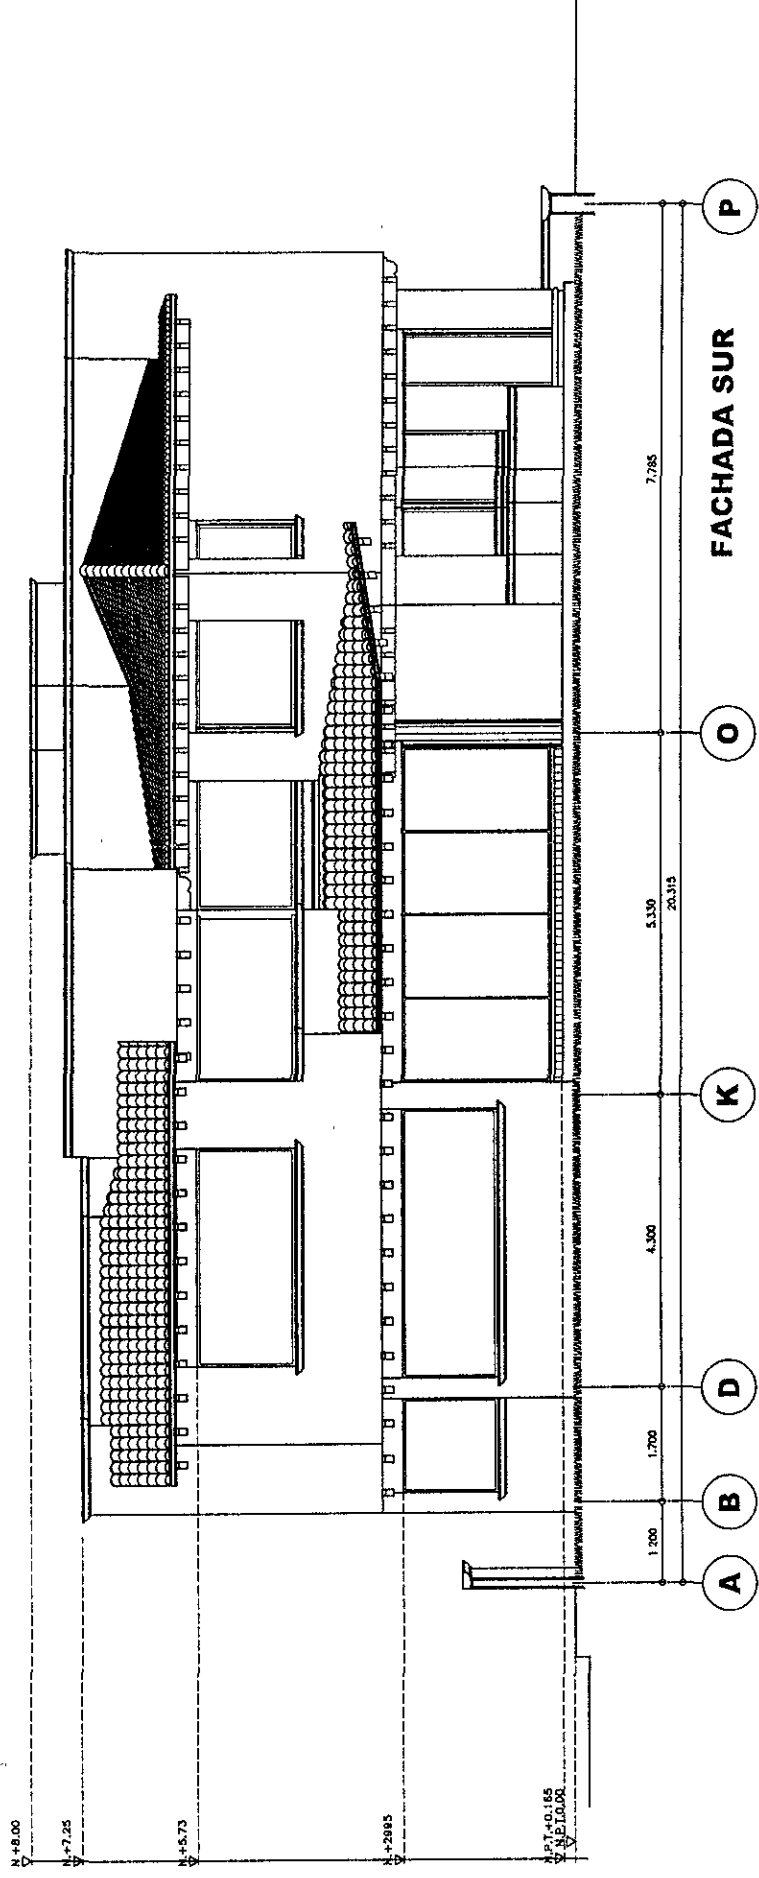 N.+8.00
N.+7.25
N.+5.73
N.+2995
N.P.T.+0.165
N.P.T.0.00
1.200
1.700
4.300
5.330
7.785
20.315
A
B
D
K
O
P
FACHADA SUR